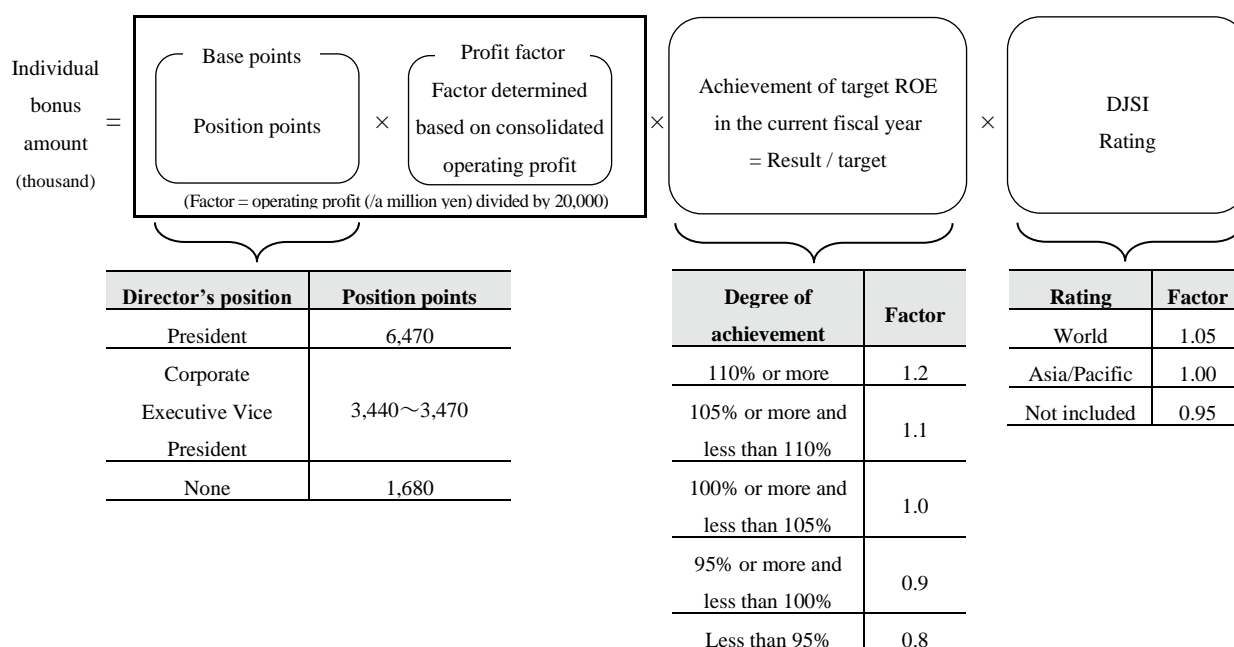 Individual
bonus
amount
(thousand)
=
Base points
Position points
×
Profit factor
Factor determined
based on consolidated
operating profit
(Factor = operating profit (/a million yen) divided by 20,000)
×
Achievement of target ROE
in the current fiscal year
= Result / target
×
DJSI
Rating
Director’s position Position points
President 6,470
Corporate
Executive Vice
President
3,440～3,470
None 1,680
Degree of
achievement
Factor
110% or more 1.2
105% or more and
less than 110%
1.1
100% or more and
less than 105%
1.0
95% or more and
less than 100%
0.9
Less than 95% 0.8
Rating Factor
World 1.05
Asia/Pacific 1.00
Not included 0.95